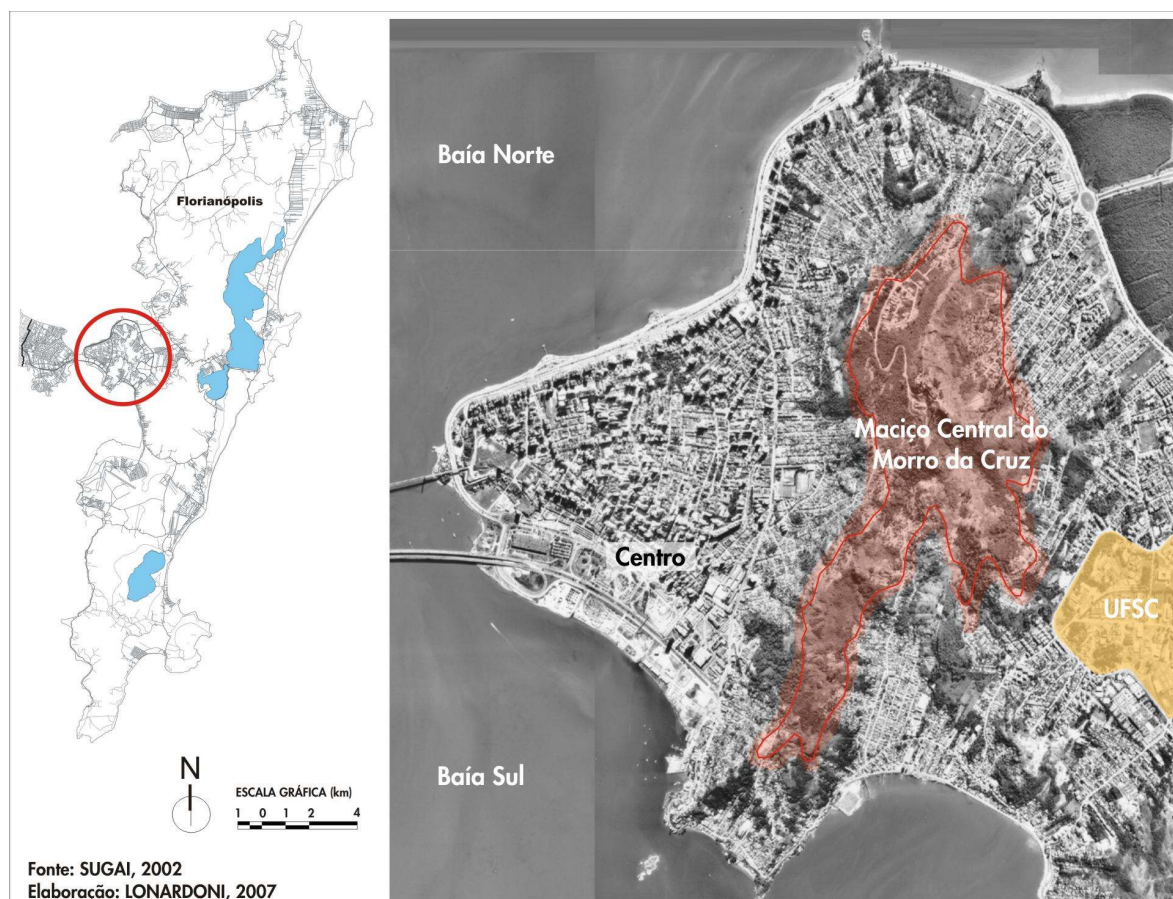 Florianópolis
N
ESCALA GRÁFICA (km)
1 0 1 2 4
Fonte: SUGAI, 2002
Elaboração: LONARDONI, 2007
Baía Norte
Maciço Central do
Morro da Cruz
Centro
UFSC
Baía Sul